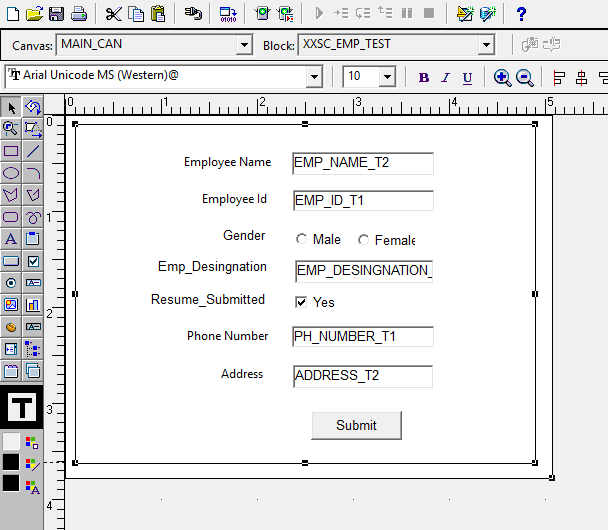 Canvas: MAIN_CAN Block: XXSC_EMP_TEST
Arial Unicode MS (Western)@ 10 B I U
0 1 2 3 4 5
0
Employee Name EMP_NAME_T2
Employee Id EMP_ID_T1
1
Gender Male Female
Emp_Desingnation EMP_DESINGNATION_
2
Resume_Submitted Yes
Phone Number PH_NUMBER_T1
Address ADDRESS_T2
3
Submit
4